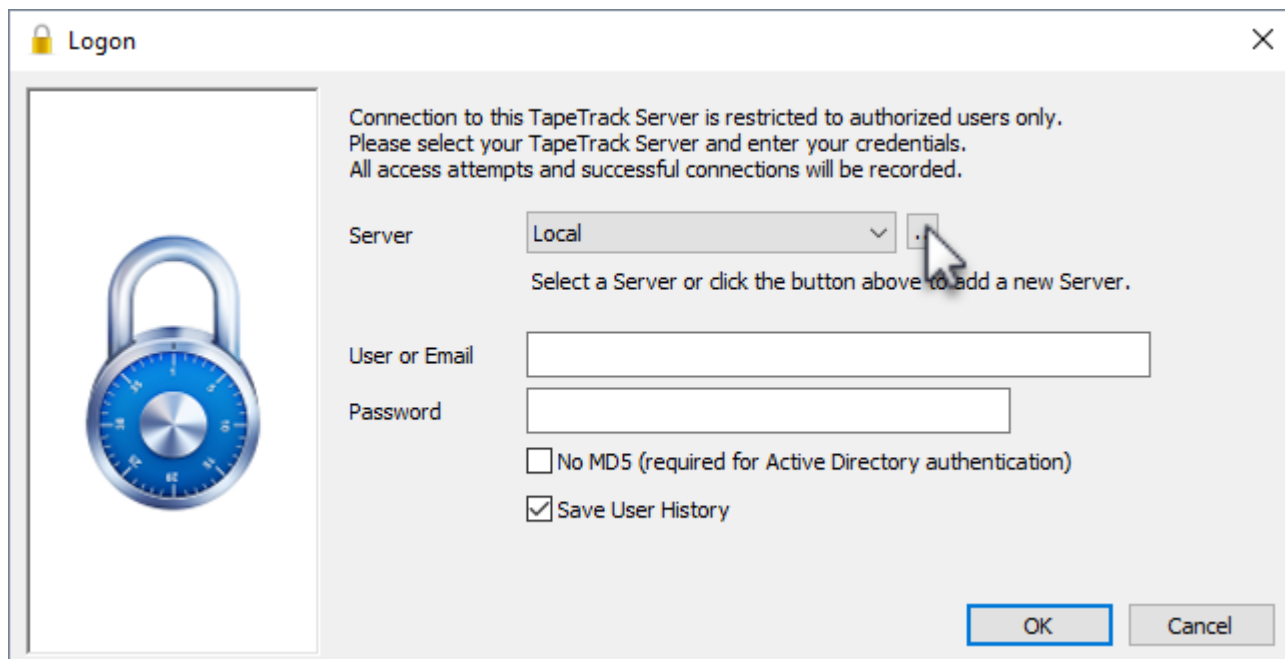 Logon
Connection to this TapeTrack Server is restricted to authorized users only.
Please select your TapeTrack Server and enter your credentials.
All access attempts and successful connections will be recorded.
Server Local
Select a Server or click the button above to add a new Server.
User or Email
Password
No MD5 (required for Active Directory authentication)
Save User History
OK Cancel